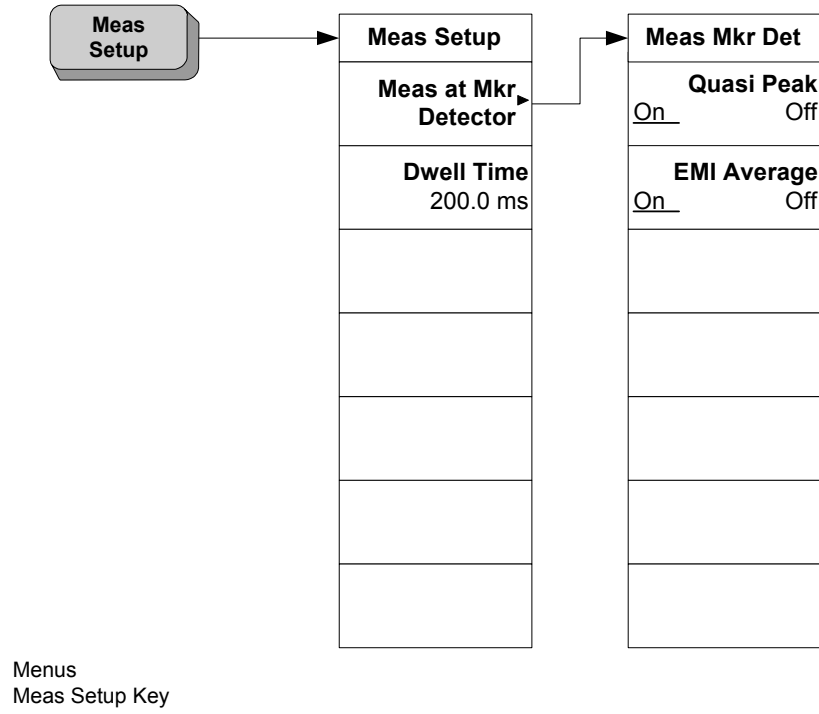 Meas
Setup
Meas Setup
Meas at Mkr
Detector
Dwell Time
200.0 ms
Meas Mkr Det
Quasi Peak
On Off
EMI Average
On Off
Menus
Meas Setup Key